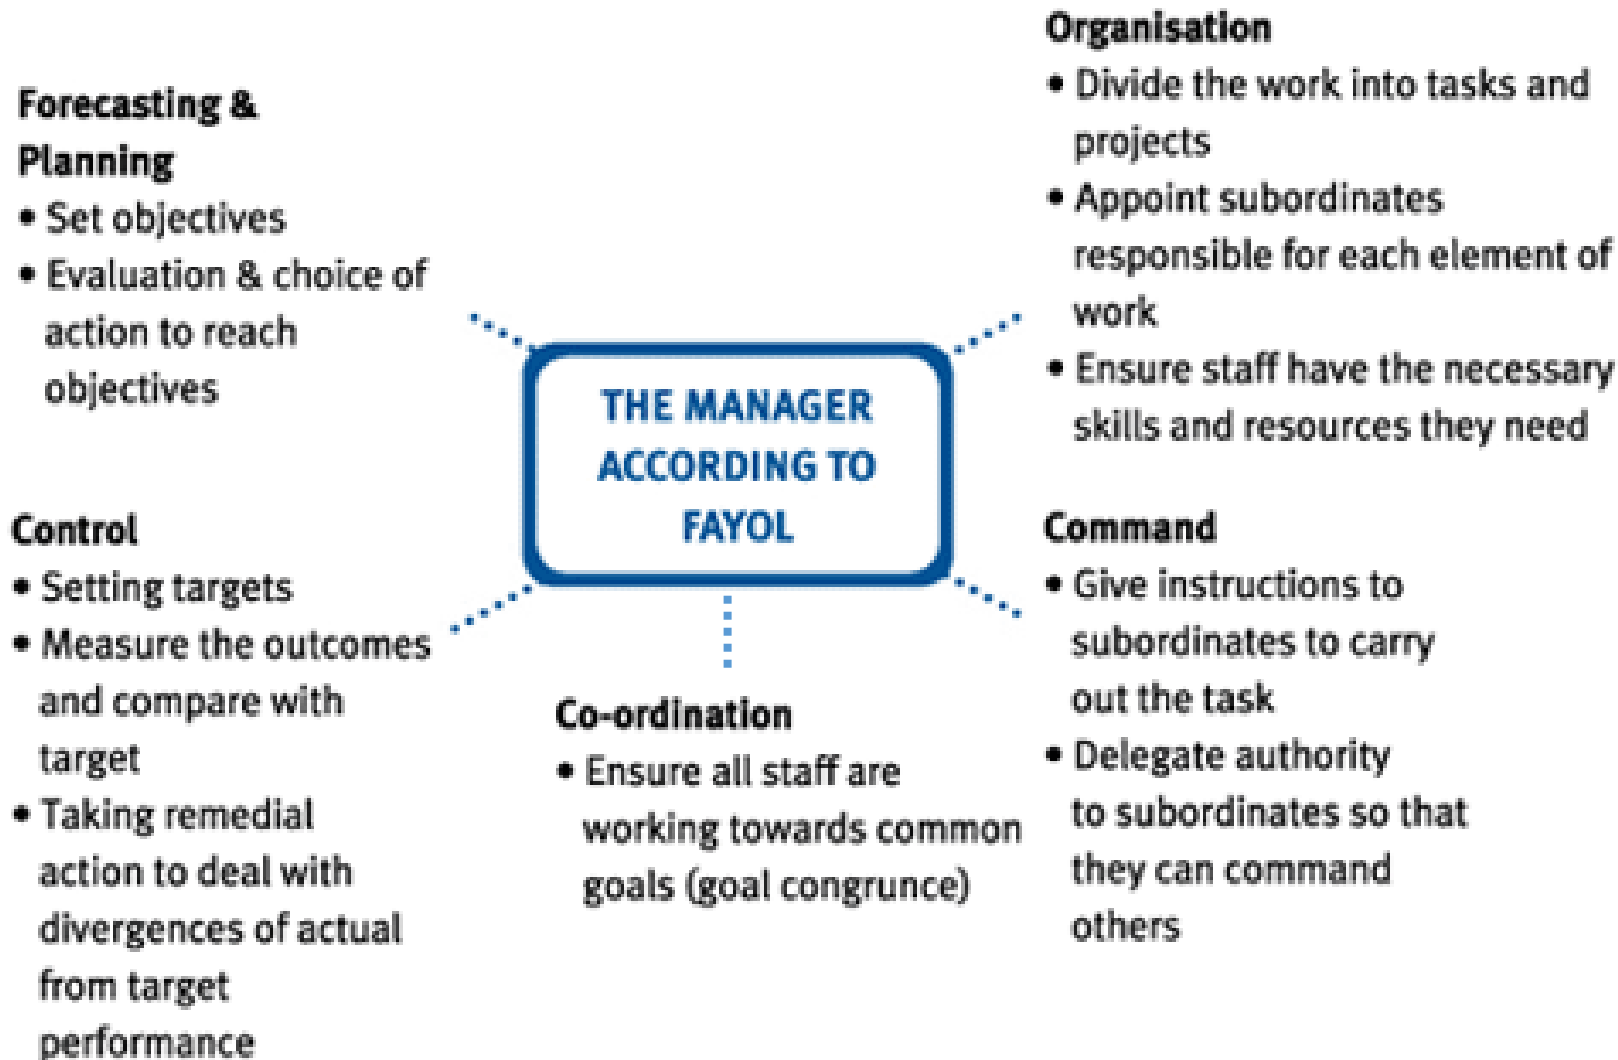 Forecasting &
Planning
• Set objectives
• Evaluation & choice of
action to reach
objectives
Organisation
• Divide the work into tasks and
projects
• Appoint subordinates
responsible for each element of
work
• Ensure staff have the necessary
skills and resources they need
THE MANAGER
ACCORDING TO
FAYOL
Control
• Setting targets
• Measure the outcomes
and compare with
target
• Taking remedial
action to deal with
divergences of actual
from target
performance
Co-ordination
• Ensure all staff are
working towards common
goals (goal congrunce)
Command
• Give instructions to
subordinates to carry
out the task
• Delegate authority
to subordinates so that
they can command
others